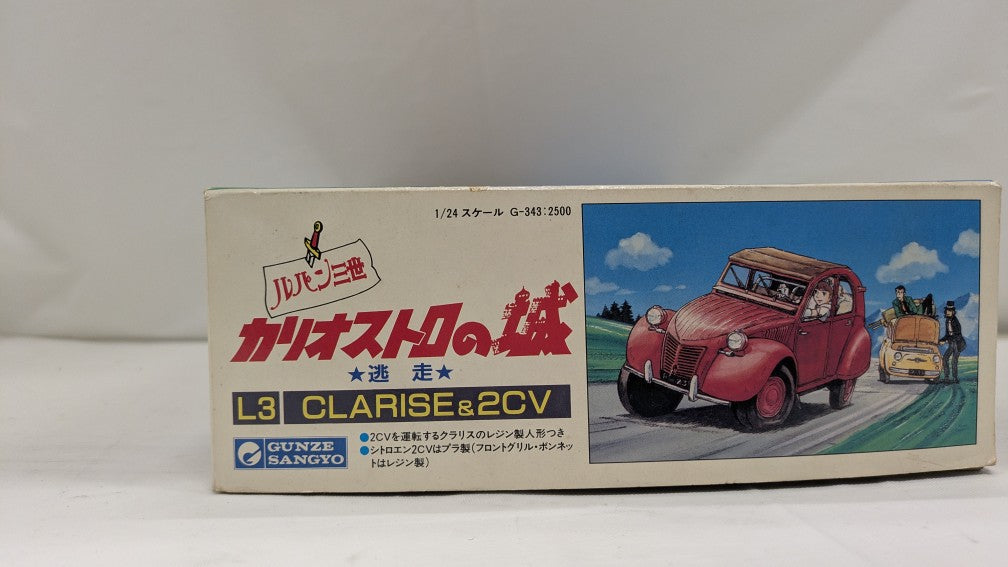 1/24 スケール G-343:2500
ルパン三世
カリオストロの城
★逃走★
L3 CLARISE&2CV
GUNZE
SANGYO
●2CVを運転するクラリスのレジン製人形つき
●シトロエン2CVはプラ製(フロントグリル・ボンネッ
トはレジン製)